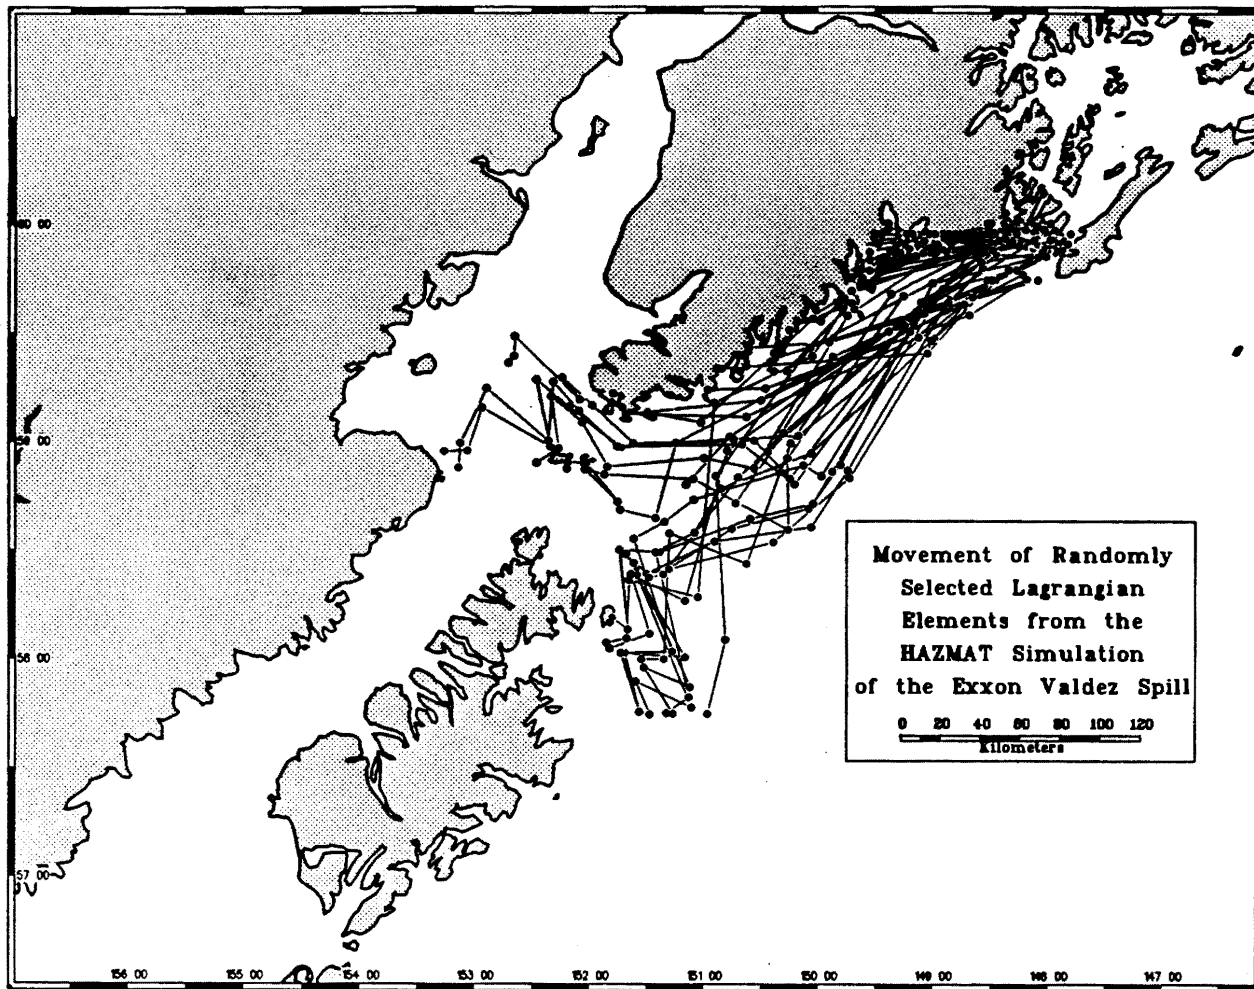 60 00
59 00
58 00
57 00
Movement of Randomly
Selected Lagrangian
Elements from the
HAZMAT Simulation
of the Exxon Valdez Spill
0 20 40 60 80 100 120
Kilometers
156 00 155 00 154 00 153 00 152 00 151 00 150 00 149 00 148 00 147 00